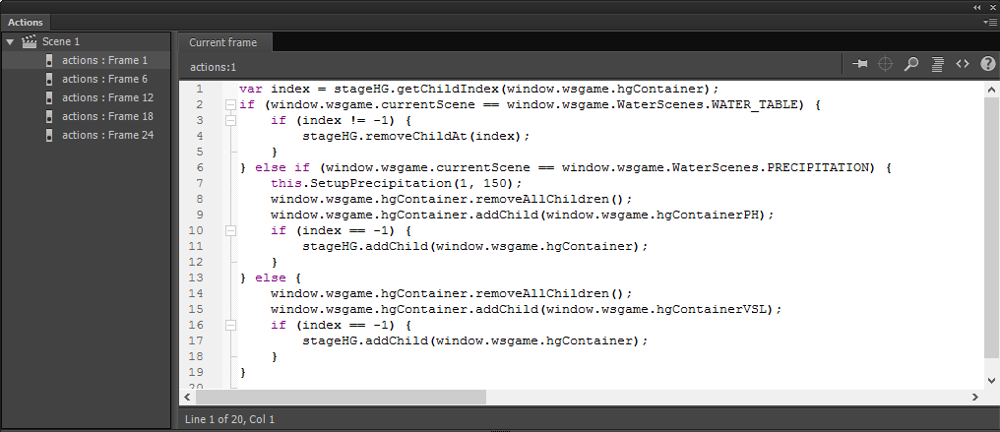 Actions
Scene 1
actions : Frame 1
actions : Frame 6
actions : Frame 12
actions : Frame 18
actions : Frame 24
Current frame
actions:1
1 var index = stageHG.getChildIndex(window.wsgame.hgContainer);
2 if (window.wsgame.currentScene == window.wsgame.WaterScenes.WATER_TABLE) {
3     if (index != -1) {
4         stageHG.removeChildAt(index);
5     }
6 } else if (window.wsgame.currentScene == window.wsgame.WaterScenes.PRECIPITATION) {
7     this.SetupPrecipitation(1, 150);
8     window.wsgame.hgContainer.removeAllChildren();
9     window.wsgame.hgContainer.addChild(window.wsgame.hgContainerPH);
10     if (index == -1) {
11         stageHG.addChild(window.wsgame.hgContainer);
12     }
13 } else {
14     window.wsgame.hgContainer.removeAllChildren();
15     window.wsgame.hgContainer.addChild(window.wsgame.hgContainerVSL);
16     if (index == -1) {
17         stageHG.addChild(window.wsgame.hgContainer);
18     }
19 }
20
Line 1 of 20, Col 1